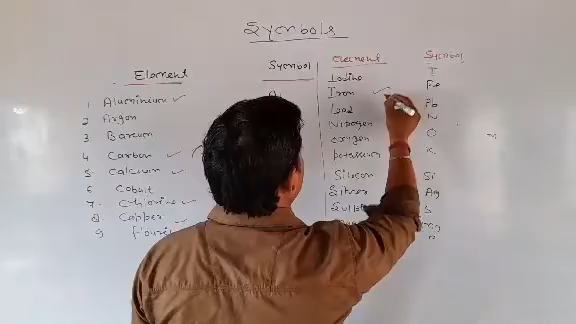 Symbols
Element
Symbol
1 Aluminium ✓
2 Argon
3 Barium
4 Carbon ✓
5. Calcium ✓
6 Cobalt
7. Chlorine ✓
8. Copper ✓
9
Element Symbol
Iodine I
Iron ✓ Fe
Lead Pb
Nitrogen N
Oxygen O
Potassium K
Silicon Si
Silver Ag
S